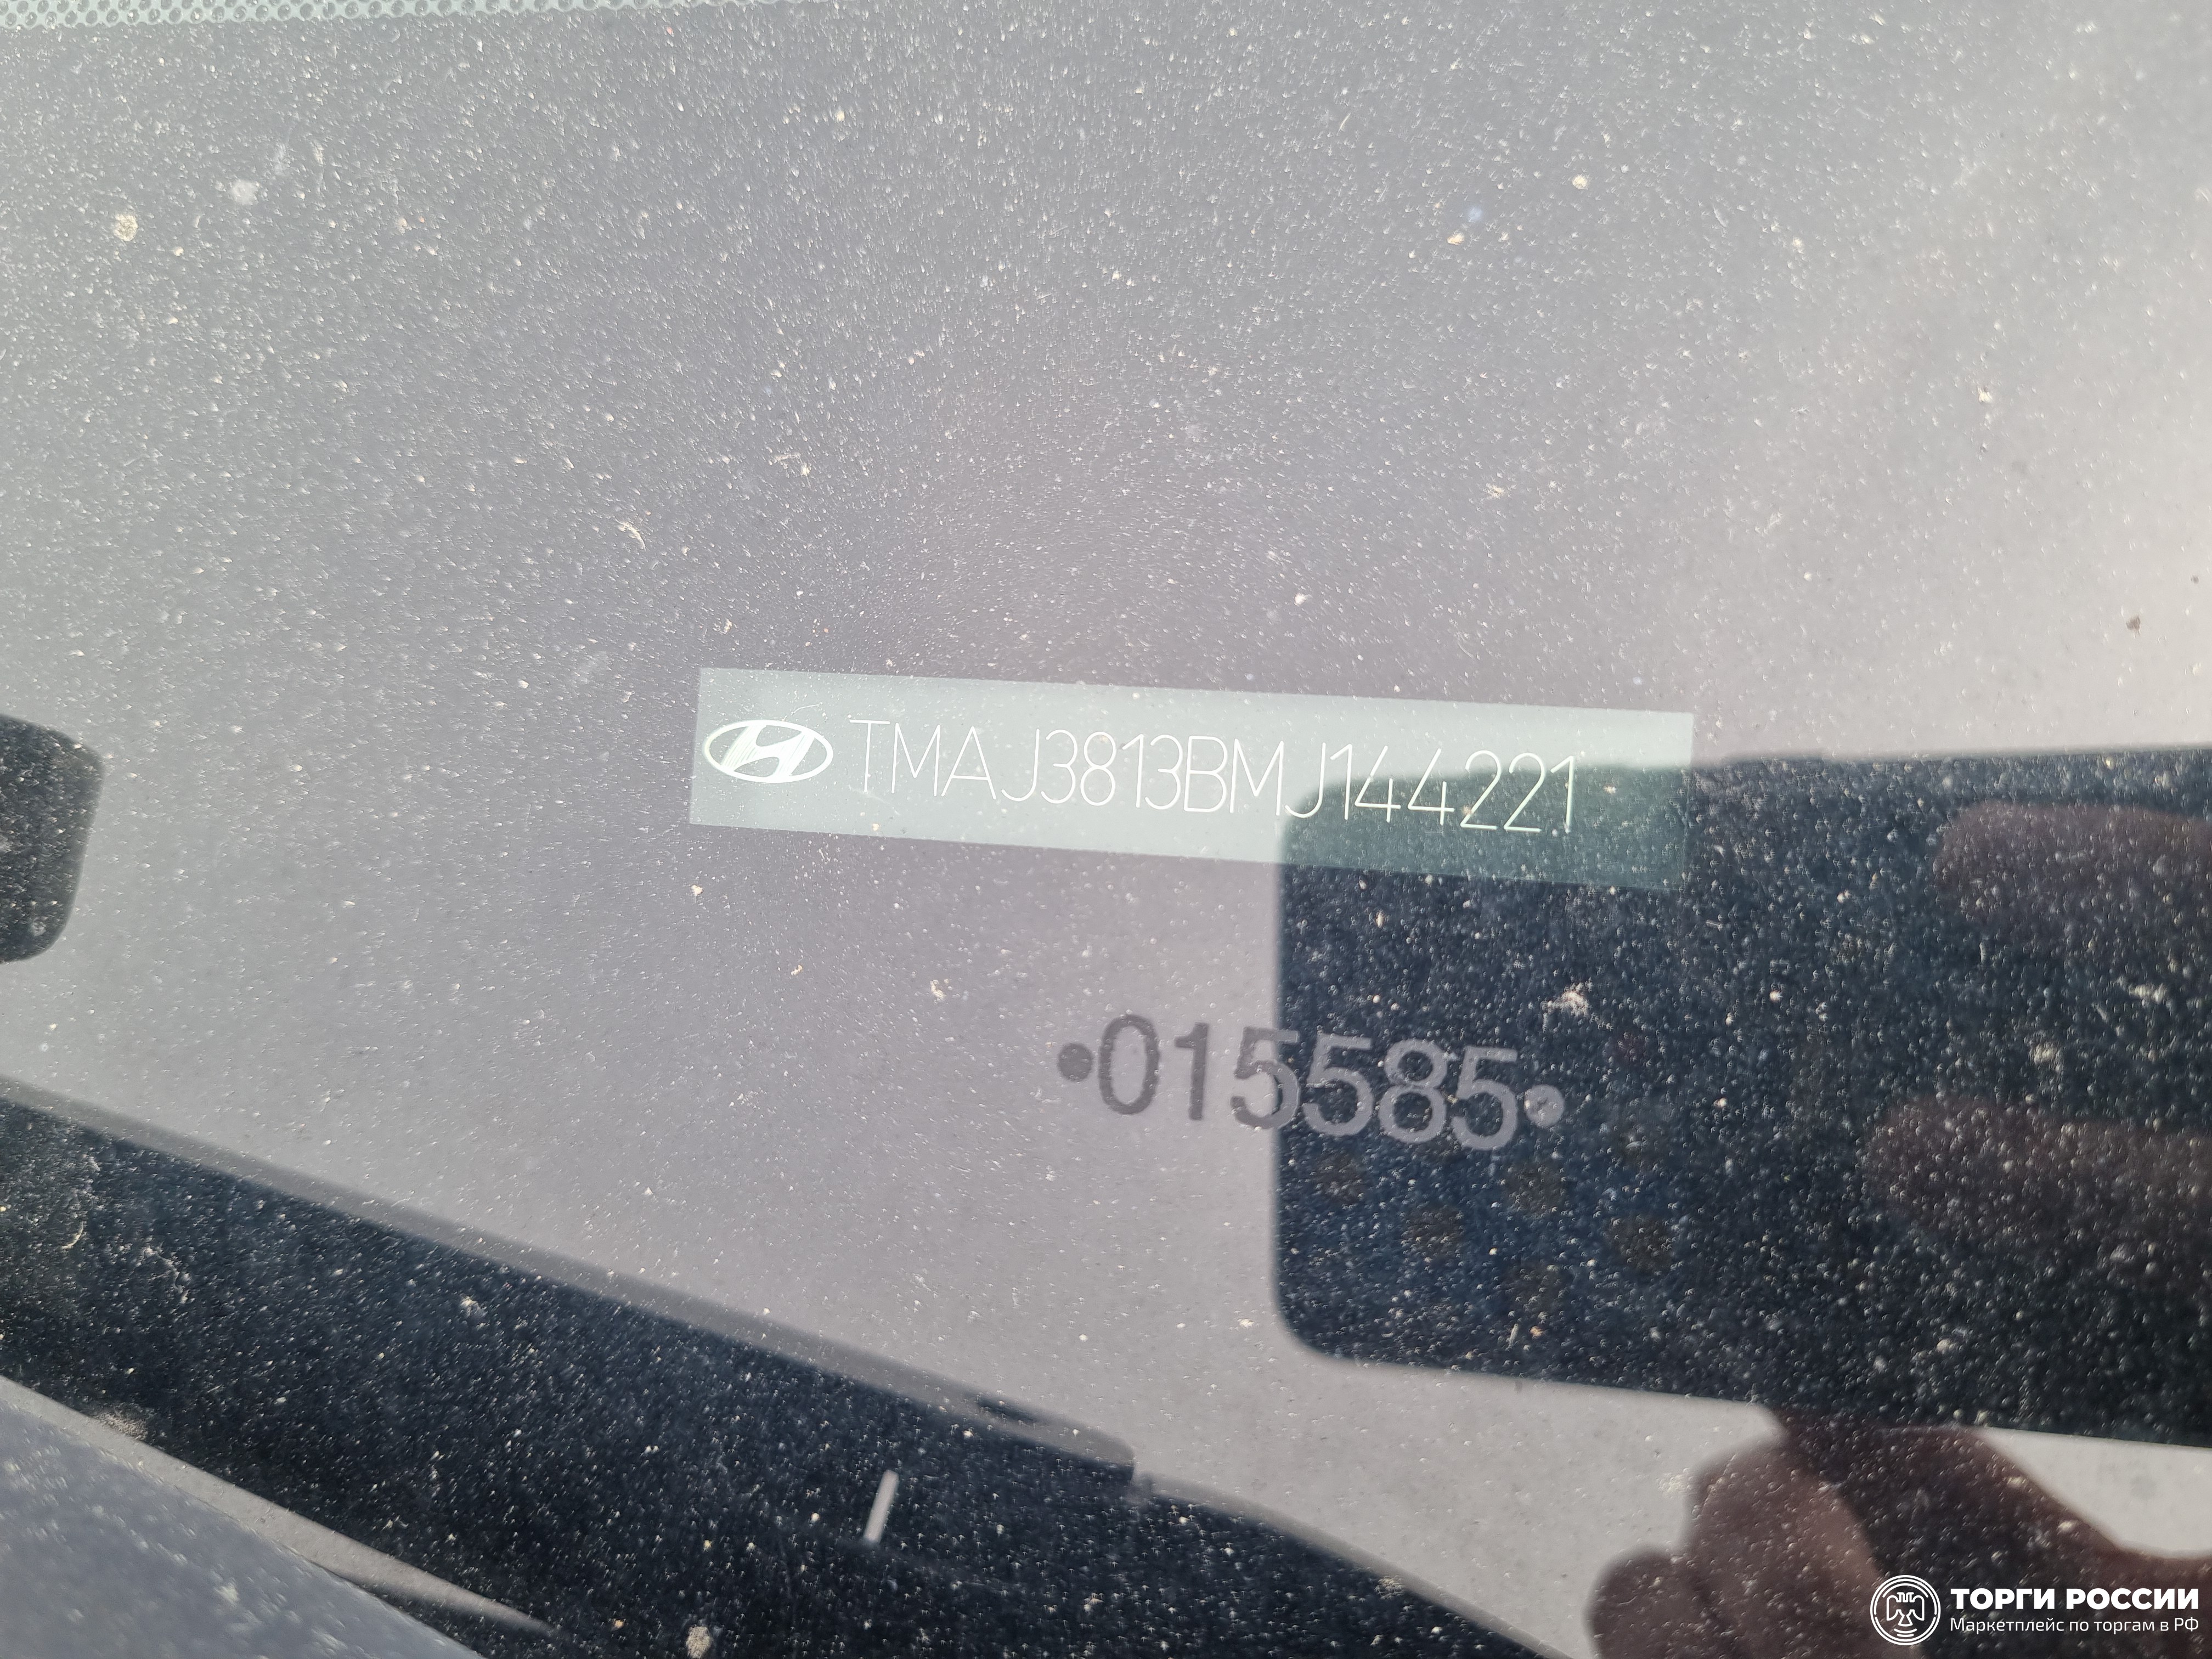 TMAJ3813BMJ144221
•015585•
ТОРГИ РОССИИ
Маркетплейс по торгам в РФ